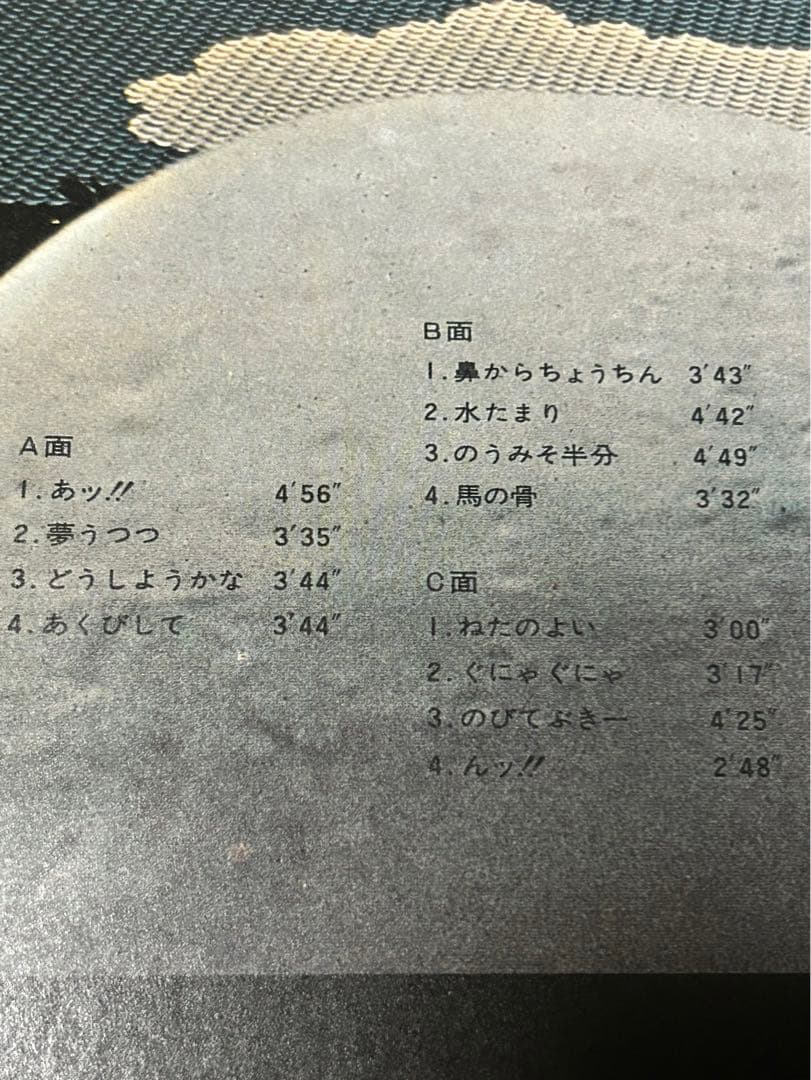 A面
1.あッ!! 4′56″
2.夢うつつ 3′35″
3.どうしようかな 3′44″
4.あくびして 3′44″
B面
1.鼻からちょうちん 3′43″
2.水たまり 4′42″
3.のうみそ半分 4′49″
4.馬の骨 3′32″
C面
1.ねたのよい 3′00″
2.ぐにゃぐにゃ 3′17″
3.のびてぶきー 4′25″
4.んッ!! 2′48″